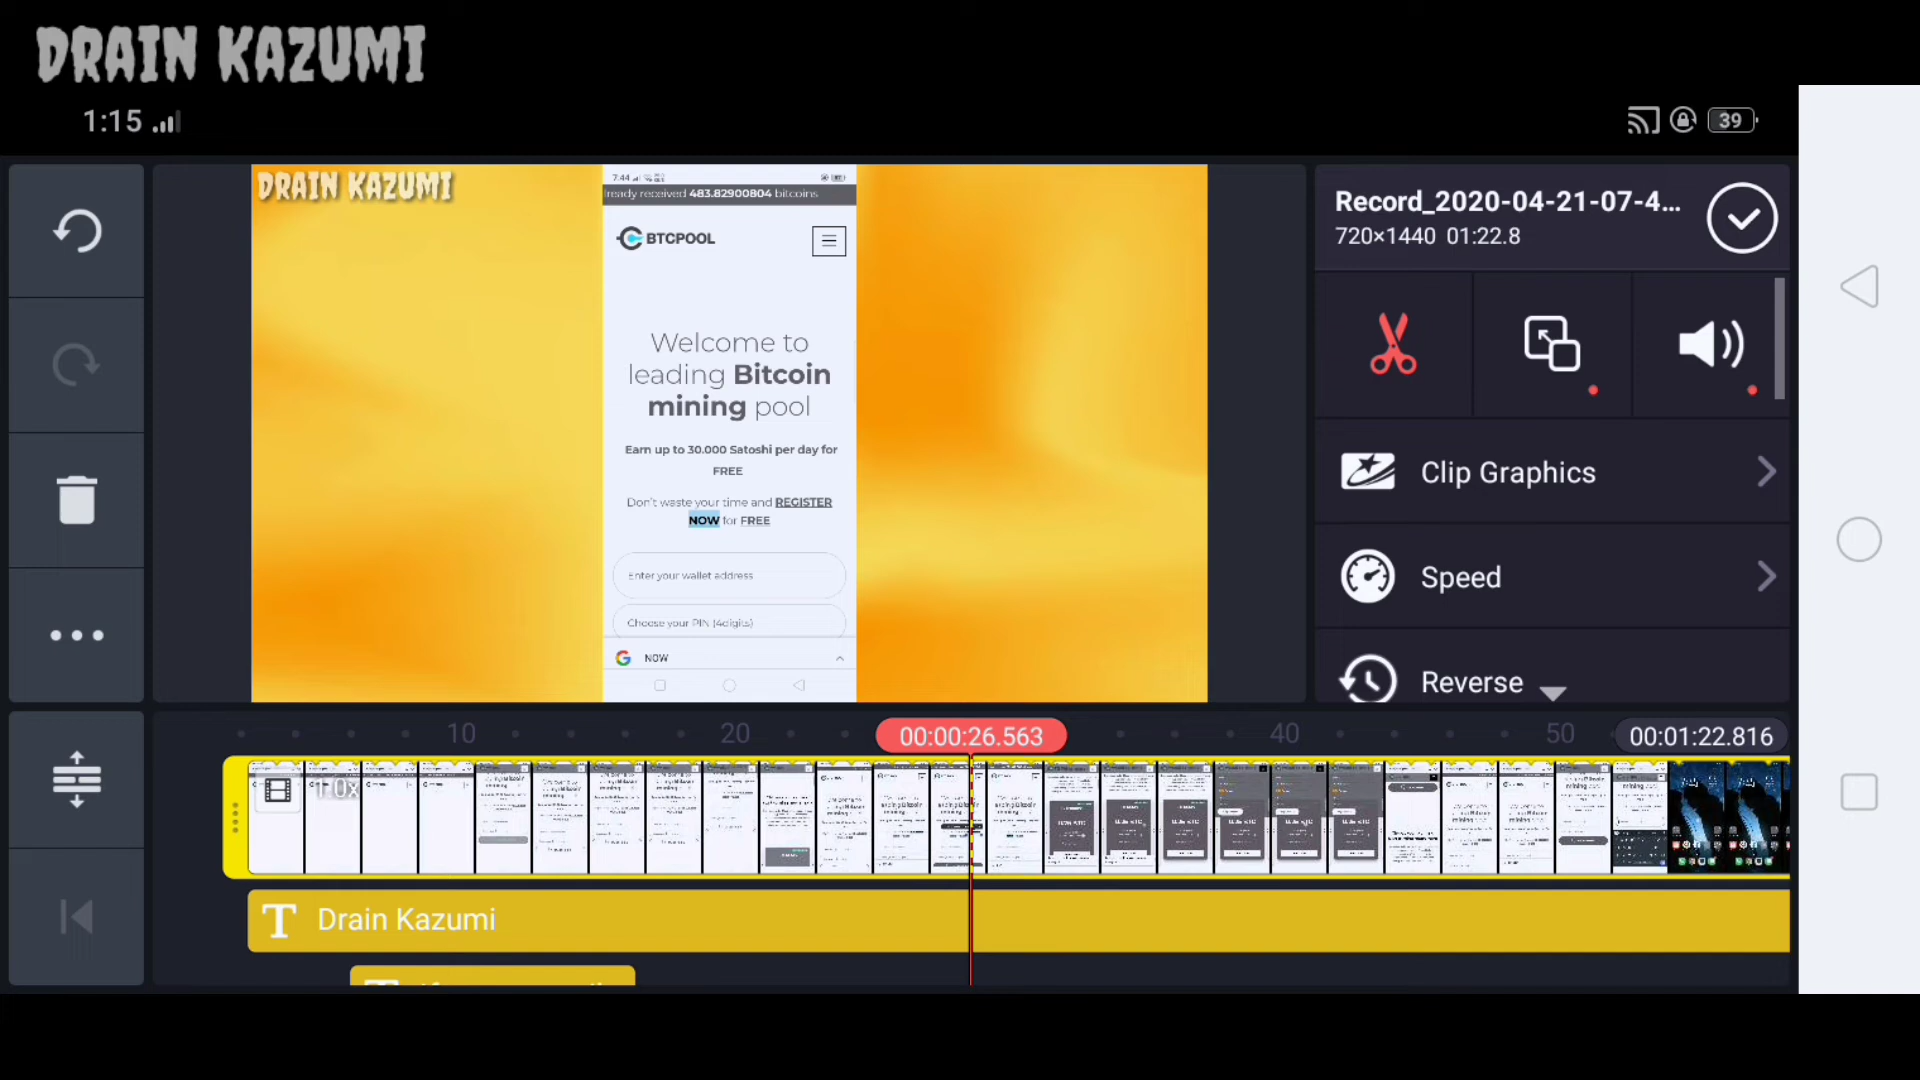 DRAIN KAZUMI
1:15
39
DRAIN KAZUMI
7:44
lready received 483.82900804 bitcoins
BTCPOOL
Welcome to
leading Bitcoin
mining pool
Earn up to 30.000 Satoshi per day for
FREE
Don't waste your time and REGISTER
NOW for FREE
Enter your wallet address
Choose your PIN (4digits)
NOW
Record_2020-04-21-07-4...
720×1440 01:22.8
Clip Graphics
Speed
Reverse
10
20
00:00:26.563
40
50
00:01:22.816
1.0x
T Drain Kazumi